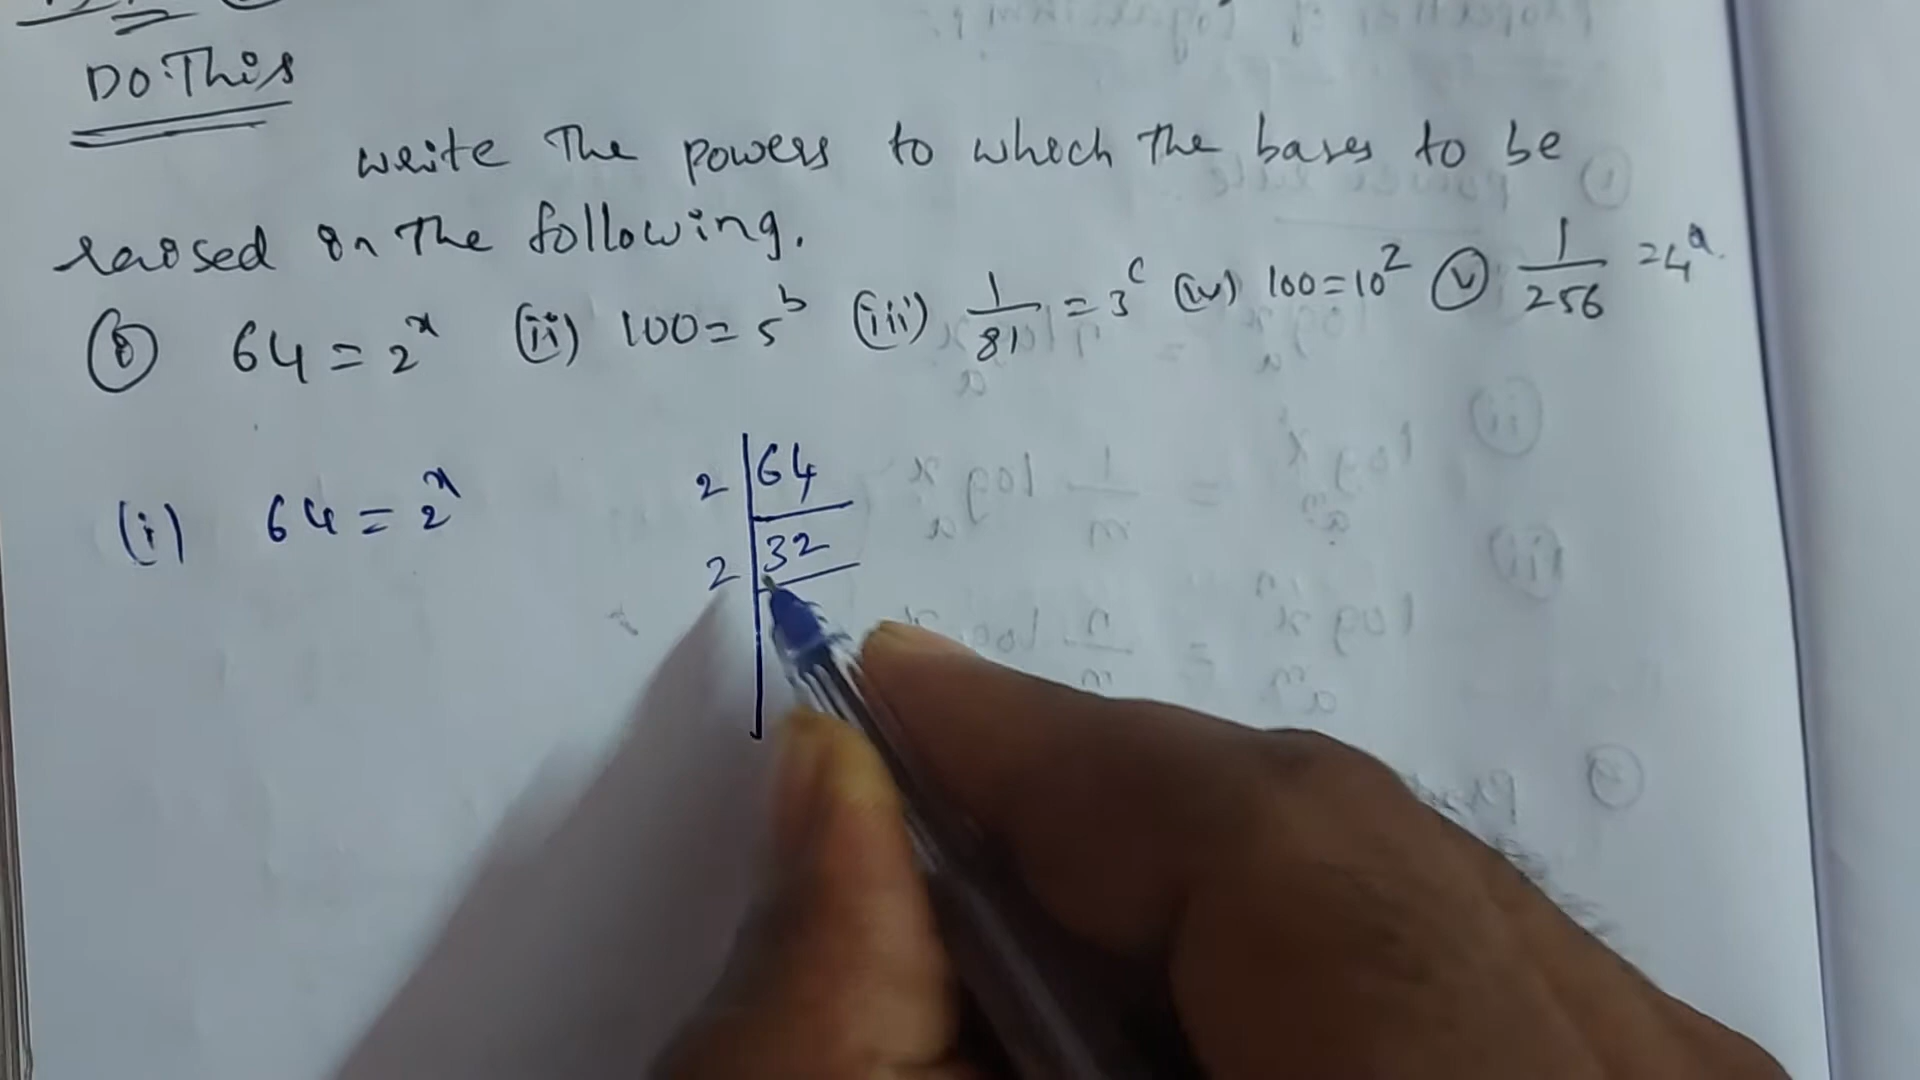 Do This
write The powers to which the bases to be
raised in The following.
(i) 64 = 2^x (ii) 100 = 5^b (iii) 1/81 = 3^c (iv) 100 = 10^2 (v) 1/256 = 4^a.
(i) 64 = 2^x
2 | 64
2 | 32